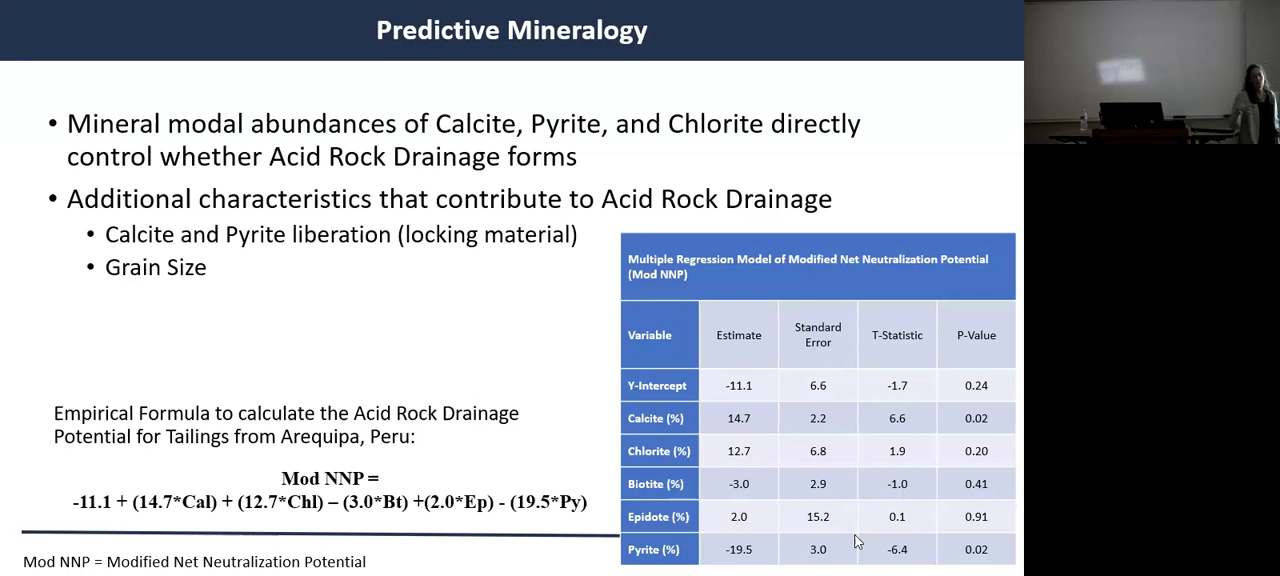 Predictive Mineralogy
• Mineral modal abundances of Calcite, Pyrite, and Chlorite directly
control whether Acid Rock Drainage forms
• Additional characteristics that contribute to Acid Rock Drainage
• Calcite and Pyrite liberation (locking material)
• Grain Size
Empirical Formula to calculate the Acid Rock Drainage
Potential for Tailings from Arequipa, Peru:
Mod NNP =
-11.1 + (14.7*Cal) + (12.7*Chl) – (3.0*Bt) +(2.0*Ep) - (19.5*Py)
Mod NNP = Modified Net Neutralization Potential
Multiple Regression Model of Modified Net Neutralization Potential
(Mod NNP)
Variable Estimate Standard Error T-Statistic P-Value
Y-Intercept -11.1 6.6 -1.7 0.24
Calcite (%) 14.7 2.2 6.6 0.02
Chlorite (%) 12.7 6.8 1.9 0.20
Biotite (%) -3.0 2.9 -1.0 0.41
Epidote (%) 2.0 15.2 0.1 0.91
Pyrite (%) -19.5 3.0 -6.4 0.02